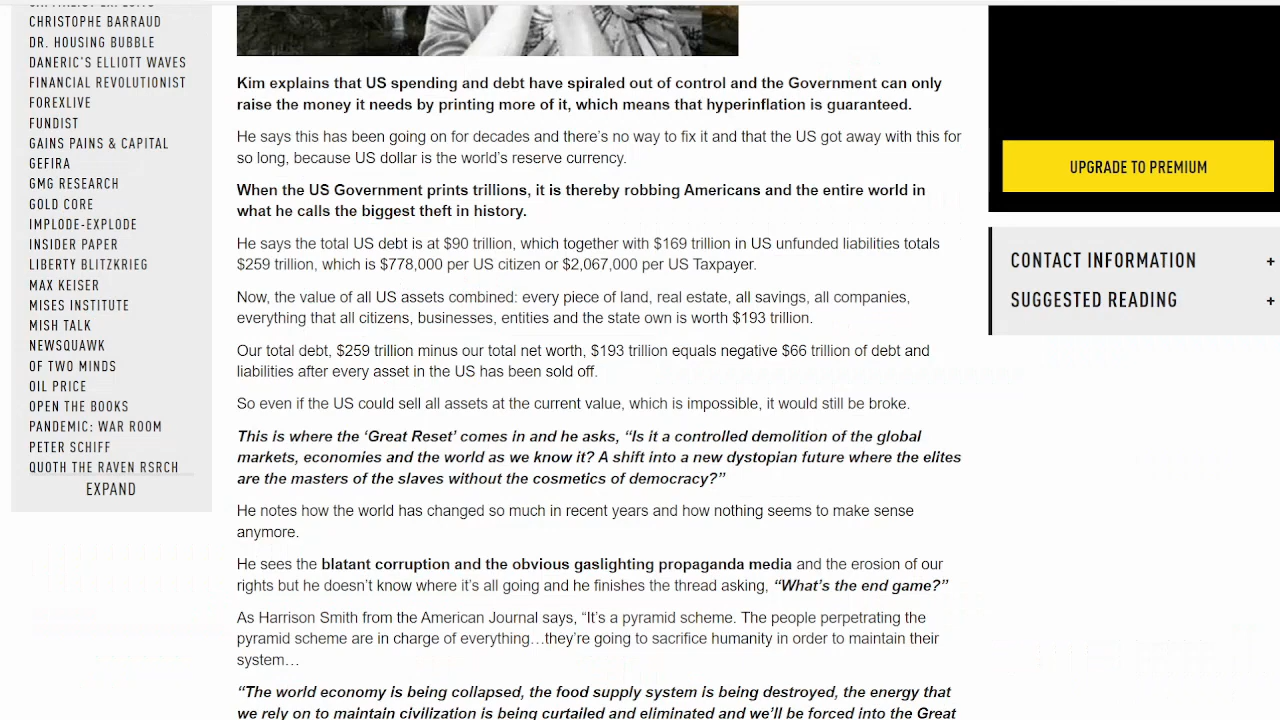 CHRISTOPHE BARRAUD
DR. HOUSING BUBBLE
DANERIC'S ELLIOTT WAVES
FINANCIAL REVOLUTIONIST
FOREXLIVE
FUNDIST
GAINS PAINS & CAPITAL
GEFIRA
GMG RESEARCH
GOLD CORE
IMPLODE-EXPLODE
INSIDER PAPER
LIBERTY BLITZKRIEG
MAX KEISER
MISES INSTITUTE
MISH TALK
NEWSQUAWK
OF TWO MINDS
OIL PRICE
OPEN THE BOOKS
PANDEMIC: WAR ROOM
PETER SCHIFF
QUOTH THE RAVEN RSRCH
EXPAND
Kim explains that US spending and debt have spiraled out of control and the Government can only
raise the money it needs by printing more of it, which means that hyperinflation is guaranteed.
He says this has been going on for decades and there's no way to fix it and that the US got away with this for
so long, because US dollar is the world's reserve currency.
When the US Government prints trillions, it is thereby robbing Americans and the entire world in
what he calls the biggest theft in history.
He says the total US debt is at $90 trillion, which together with $169 trillion in US unfunded liabilities totals
$259 trillion, which is $778,000 per US citizen or $2,067,000 per US Taxpayer.
Now, the value of all US assets combined: every piece of land, real estate, all savings, all companies,
everything that all citizens, businesses, entities and the state own is worth $193 trillion.
Our total debt, $259 trillion minus our total net worth, $193 trillion equals negative $66 trillion of debt and
liabilities after every asset in the US has been sold off.
So even if the US could sell all assets at the current value, which is impossible, it would still be broke.
This is where the ‘Great Reset’ comes in and he asks, “Is it a controlled demolition of the global
markets, economies and the world as we know it? A shift into a new dystopian future where the elites
are the masters of the slaves without the cosmetics of democracy?”
He notes how the world has changed so much in recent years and how nothing seems to make sense
anymore.
He sees the blatant corruption and the obvious gaslighting propaganda media and the erosion of our
rights but he doesn't know where it's all going and he finishes the thread asking, “What's the end game?”
As Harrison Smith from the American Journal says, “It's a pyramid scheme. The people perpetrating the
pyramid scheme are in charge of everything…they're going to sacrifice humanity in order to maintain their
system…
“The world economy is being collapsed, the food supply system is being destroyed, the energy that
we rely on to maintain civilization is being curtailed and eliminated and we'll be forced into the Great
UPGRADE TO PREMIUM
CONTACT INFORMATION +
SUGGESTED READING +